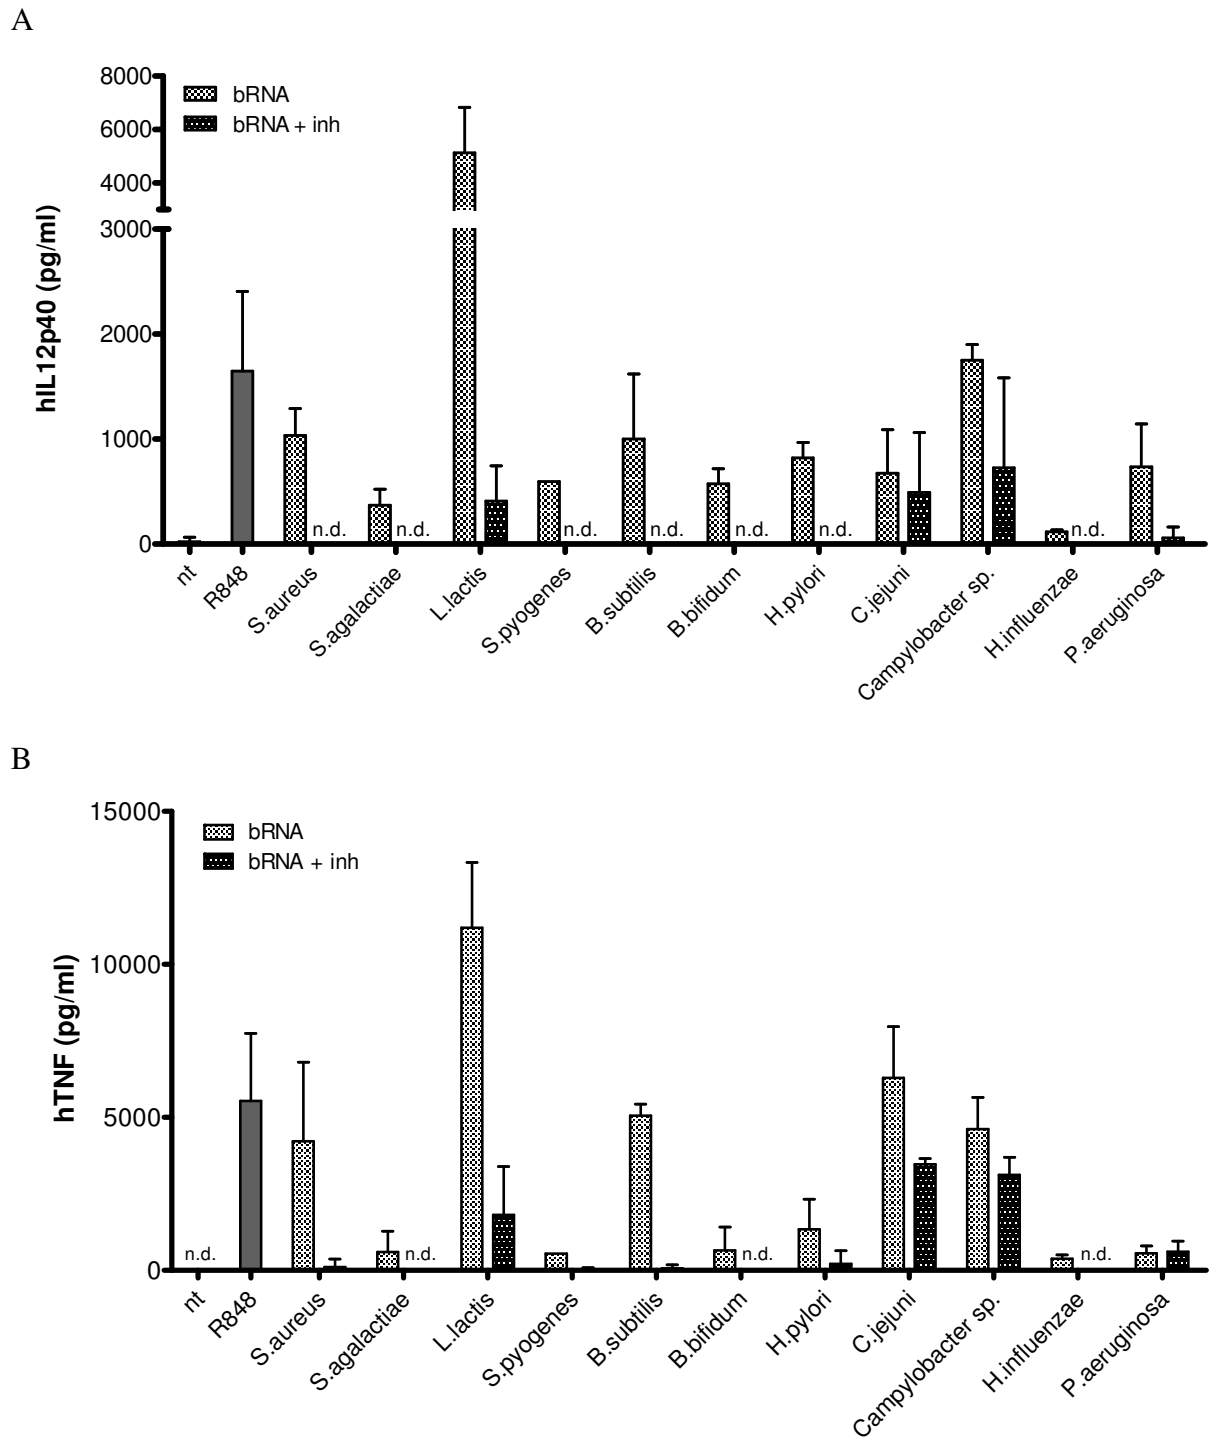 A
8000
6000
4000
3000
2000
1000
0
hIL12p40 (pg/ml)
bRNA
bRNA + inh
n.d. n.d. n.d. n.d. n.d. n.d. n.d.
nt R848 S.aureus S.agalactiae L.lactis S.pyogenes B.subtilis B.bifidum H.pylori C.jejuni Campylobacter sp. H.influenzae P.aeruginosa
B
15000
10000
5000
0
hTNF (pg/ml)
bRNA
bRNA + inh
n.d. n.d. n.d. n.d.
nt R848 S.aureus S.agalactiae L.lactis S.pyogenes B.subtilis B.bifidum H.pylori C.jejuni Campylobacter sp. H.influenzae P.aeruginosa